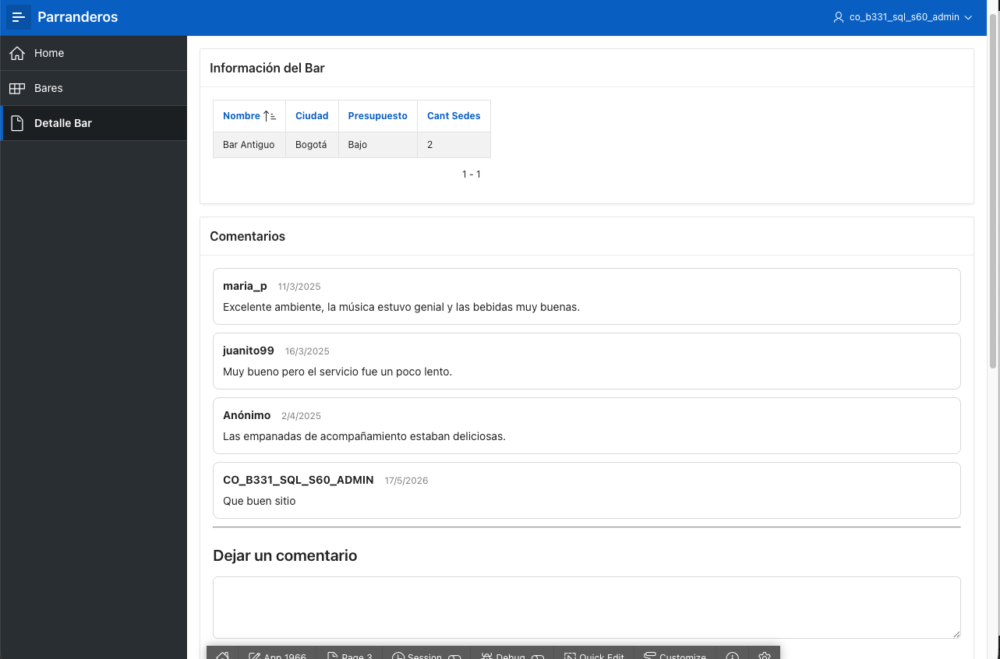 Parranderos
co_b331_sql_s60_admin
Home
Bares
Detalle Bar
Información del Bar
Nombre Ciudad Presupuesto Cant Sedes
Bar Antiguo Bogotá Bajo 2
1 - 1
Comentarios
maria_p 11/3/2025
Excelente ambiente, la música estuvo genial y las bebidas muy buenas.
juanito99 16/3/2025
Muy bueno pero el servicio fue un poco lento.
Anónimo 2/4/2025
Las empanadas de acompañamiento estaban deliciosas.
CO_B331_SQL_S60_ADMIN 17/5/2026
Que buen sitio
Dejar un comentario
App 1966 Page 3 Session Debug Quick Edit Customize